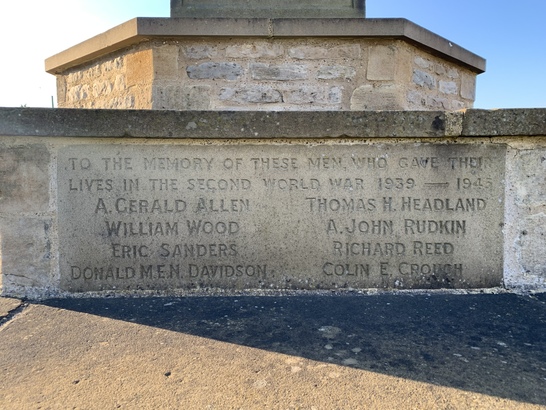 TO THE MEMORY OF THESE MEN, WHO GAVE THEIR
LIVES IN THE SECOND WORLD WAR 1939 — 1945
A. GERALD ALLEN THOMAS H. HEADLAND
WILLIAM WOOD A. JOHN RUDKIN
ERIC SANDERS RICHARD REED
DONALD M.E.N. DAVIDSON COLIN E. CROUCH